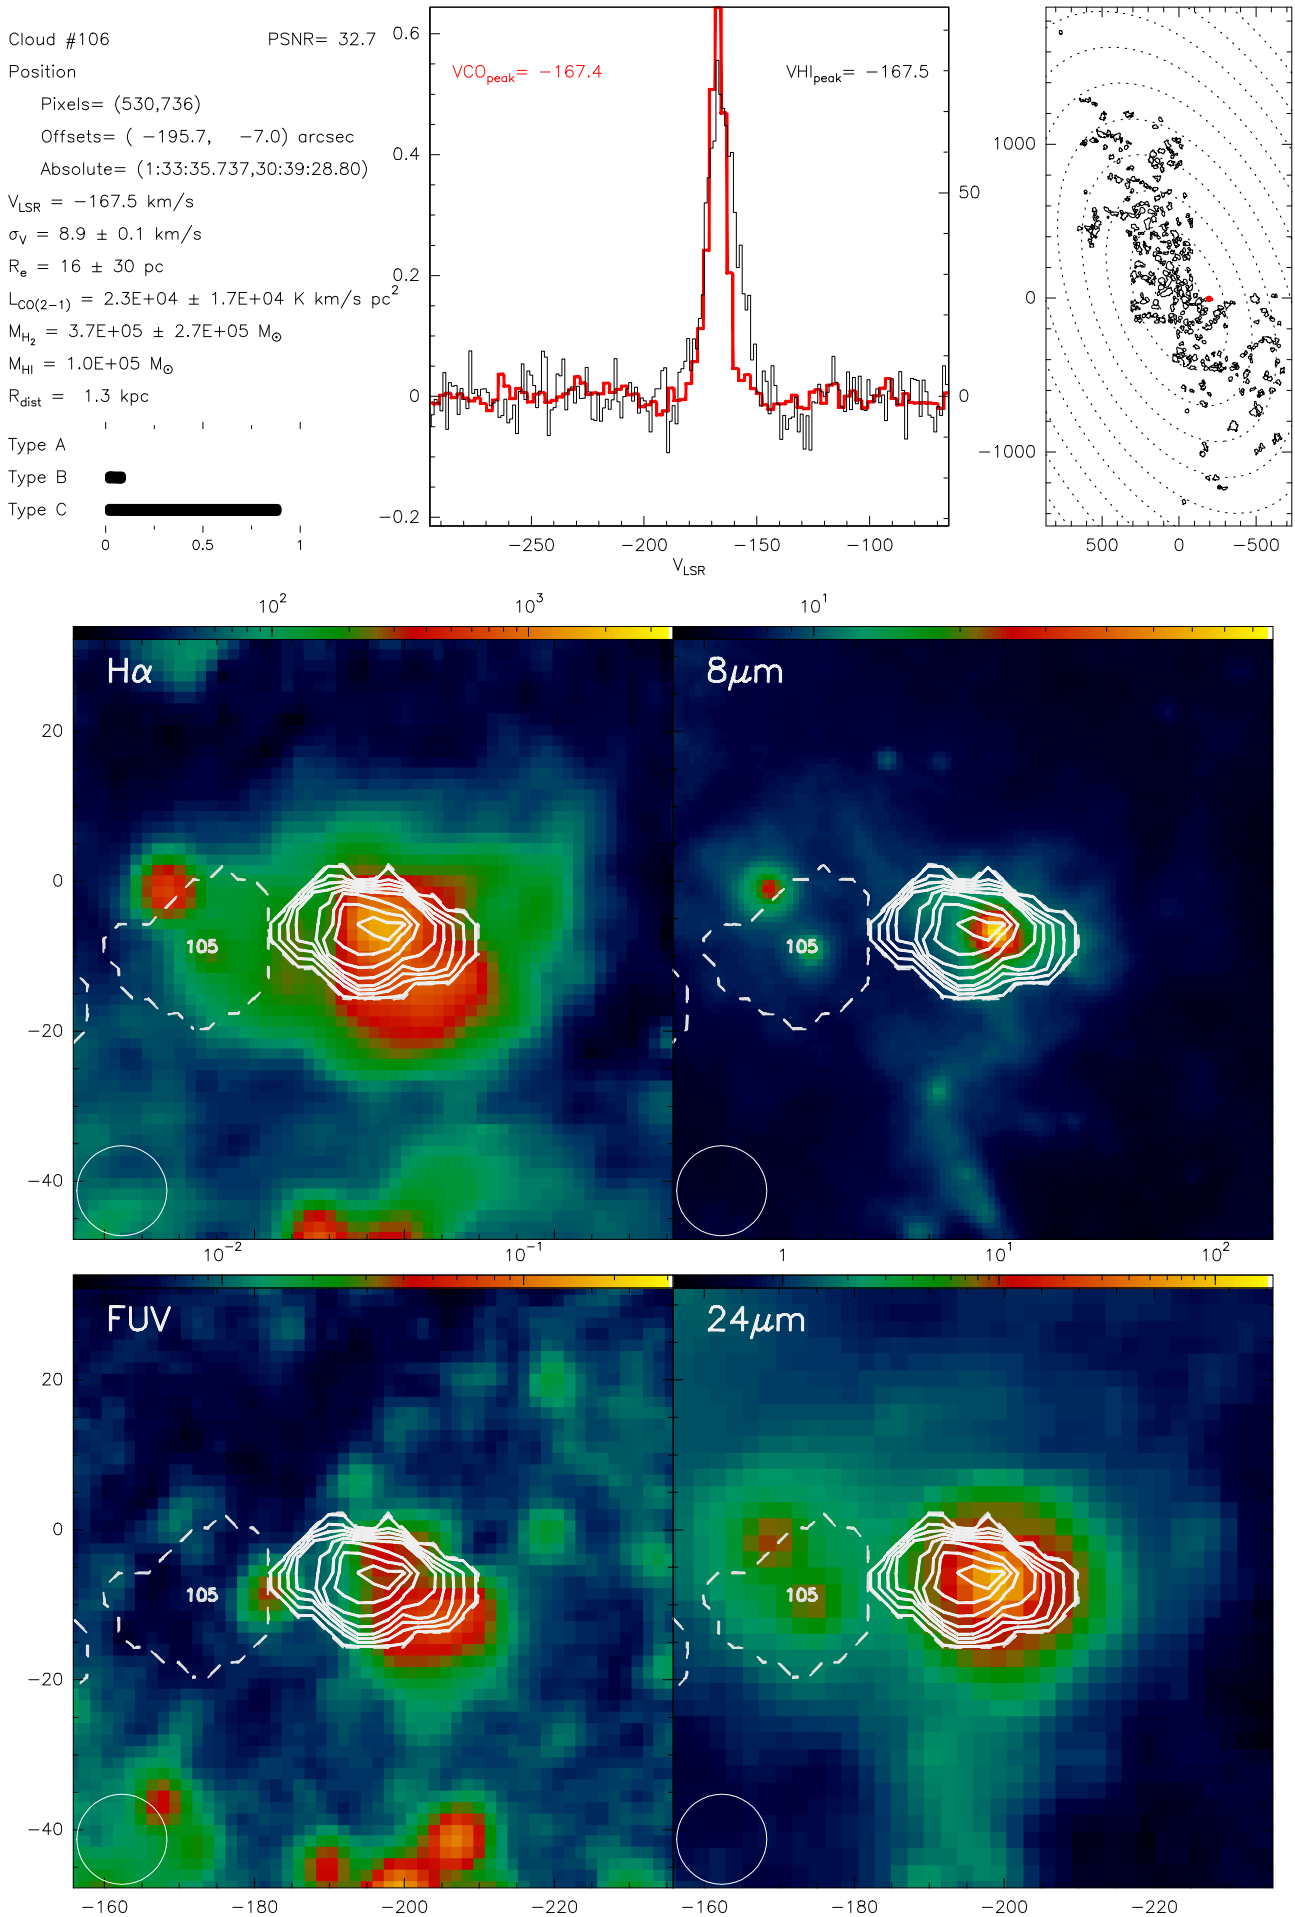 Cloud #106 PSNR= 32.7
Position
Pixels= (530,736)
Offsets= ( −195.7, −7.0) arcsec
Absolute= (1:33:35.737,30:39:28.80)
V_LSR = −167.5 km/s
σ_V = 8.9 ± 0.1 km/s
R_e = 16 ± 30 pc
L_CO(2−1) = 2.3E+04 ± 1.7E+04 K km/s pc²
M_H₂ = 3.7E+05 ± 2.7E+05 M_⊙
M_HI = 1.0E+05 M_⊙
R_dist = 1.3 kpc
Type A
Type B
Type C
0 0.5 1
VCO_peak= −167.4 VHI_peak= −167.5
0.6
0.4
0.2
0
−0.2
50
0
−250 −200 −150 −100
V_LSR
1000
0
−1000
500 0 −500
10² 10³ 10¹
Hα 8μm
20
0
−20
−40
105 105
10⁻² 10⁻¹ 1 10¹ 10²
FUV 24μm
20
0
−20
−40
105 105
−160 −180 −200 −220 −160 −180 −200 −220